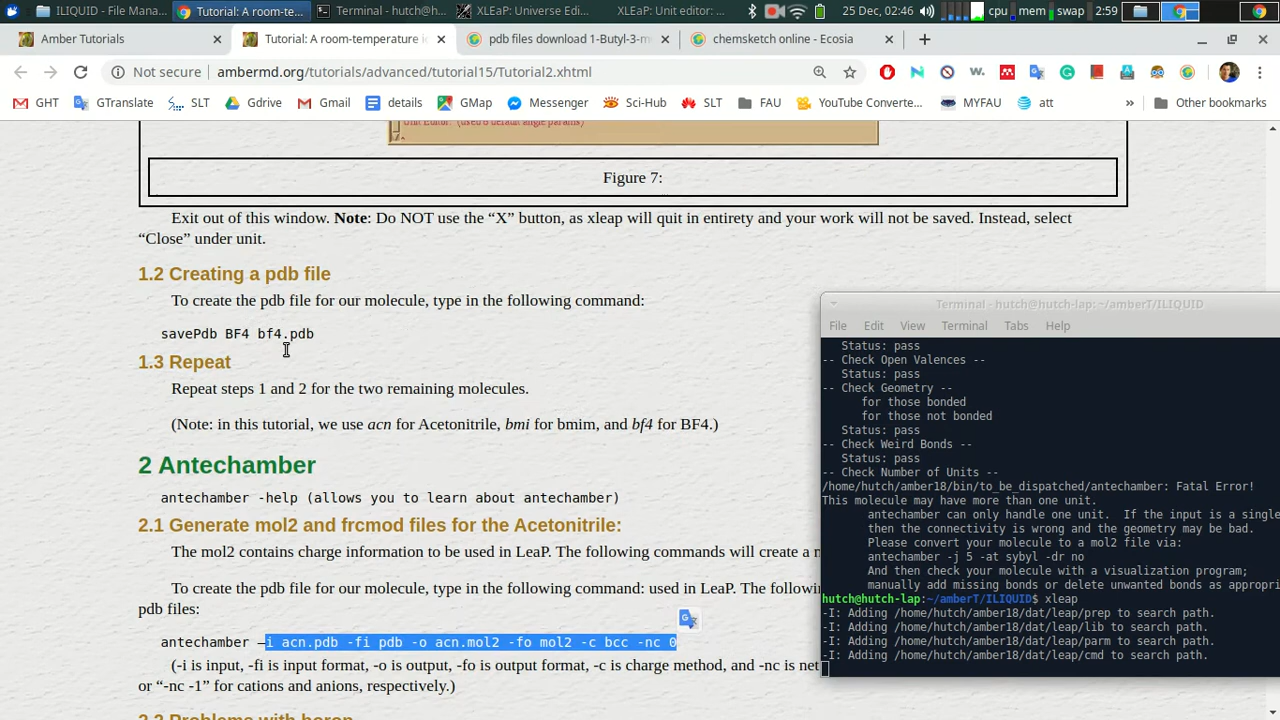 ILIQUID - File Mana...
Tutorial: A room-te...
Terminal - hutch@h...
XLEaP: Universe Edi...
XLEaP: Unit editor: ...
25 Dec, 02:46
cpu
mem
swap
2:59
Amber Tutorials
Tutorial: A room-temperature i
pdb files download 1-Butyl-3-m
chemsketch online - Ecosia
Not secure
ambermd.org/tutorials/advanced/tutorial15/Tutorial2.xhtml
GHT
GTranslate
SLT
Gdrive
Gmail
details
GMap
Messenger
Sci-Hub
SLT
FAU
YouTube Converte...
MYFAU
att
»
Other bookmarks
Unit Editor: (used 6 default angle params)
Figure 7:
Exit out of this window. Note: Do NOT use the “X” button, as xleap will quit in entirety and your work will not be saved. Instead, select
“Close” under unit.
1.2 Creating a pdb file
To create the pdb file for our molecule, type in the following command:
savePdb BF4 bf4.pdb
1.3 Repeat
Repeat steps 1 and 2 for the two remaining molecules.
(Note: in this tutorial, we use acn for Acetonitrile, bmi for bmim, and bf4 for BF4.)
2 Antechamber
antechamber -help (allows you to learn about antechamber)
2.1 Generate mol2 and frcmod files for the Acetonitrile:
The mol2 contains charge information to be used in LeaP. The following commands will create a m
To create the pdb file for our molecule, type in the following command: used in LeaP. The followi
pdb files:
antechamber –i acn.pdb -fi pdb -o acn.mol2 -fo mol2 -c bcc -nc 0
(-i is input, -fi is input format, -o is output, -fo is output format, -c is charge method, and -nc is net
or “-nc -1” for cations and anions, respectively.)
2.2 Problems with boron
Terminal - hutch@hutch-lap: ~/amberT/ILIQUID
File Edit View Terminal Tabs Help
Status: pass
-- Check Open Valences --
Status: pass
-- Check Geometry --
for those bonded
for those not bonded
Status: pass
-- Check Weird Bonds --
Status: pass
-- Check Number of Units --
/home/hutch/amber18/bin/to_be_dispatched/antechamber: Fatal Error!
This molecule may have more than one unit.
antechamber can only handle one unit. If the input is a single
then the connectivity is wrong and the geometry may be bad.
Please convert your molecule to a mol2 file via:
antechamber -j 5 -at sybyl -dr no
And then check your molecule with a visualization program;
manually add missing bonds or delete unwanted bonds as appropri
hutch@hutch-lap:~/amberT/ILIQUID$ xleap
-I: Adding /home/hutch/amber18/dat/leap/prep to search path.
-I: Adding /home/hutch/amber18/dat/leap/lib to search path.
-I: Adding /home/hutch/amber18/dat/leap/parm to search path.
-I: Adding /home/hutch/amber18/dat/leap/cmd to search path.